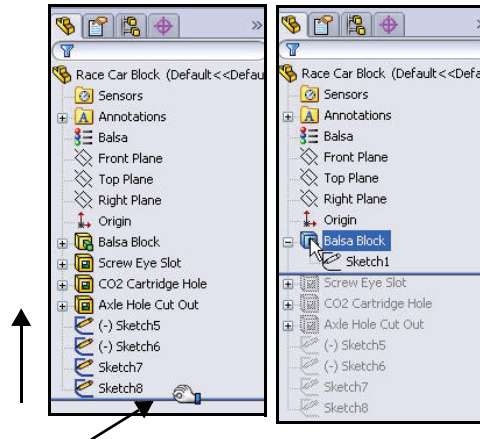 »
Race Car Block (Default<<Defau
Sensors
A Annotations
Balsa
Front Plane
Top Plane
Right Plane
Origin
Balsa Block
Screw Eye Slot
CO2 Cartridge Hole
Axle Hole Cut Out
(-) Sketch5
(-) Sketch6
Sketch7
Sketch8
Race Car Block (Default<<Defa
Sensors
A Annotations
Balsa
Front Plane
Top Plane
Right Plane
Origin
Balsa Block
Sketch1
Screw Eye Slot
CO2 Cartridge Hole
Axle Hole Cut Out
(-) Sketch5
(-) Sketch6
Sketch7
Sketch8